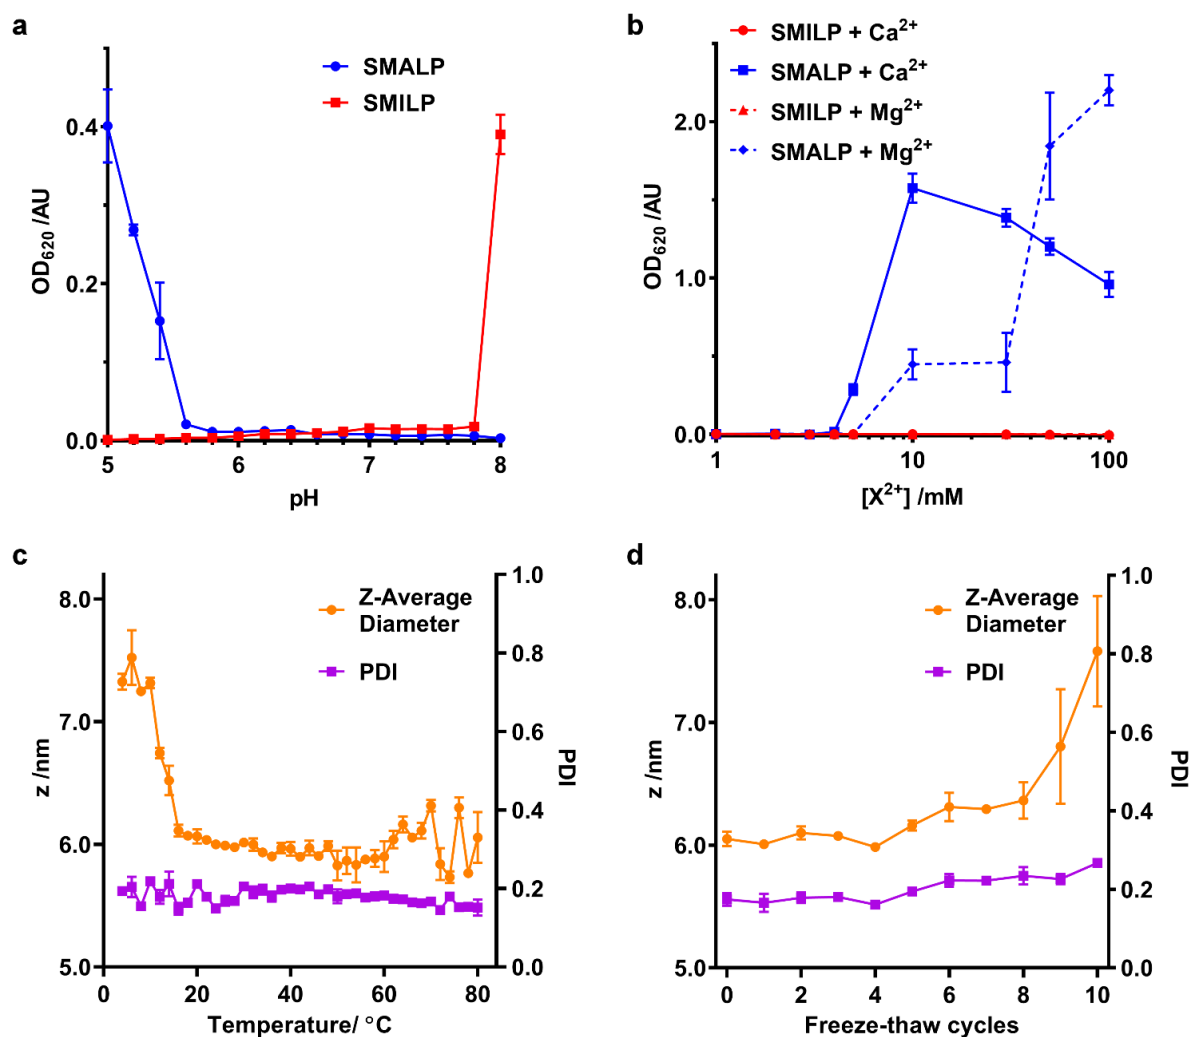 a
SMALP
SMILP
OD620 /AU
0.4
0.2
0.0
5
6
7
8
pH
b
SMILP + Ca2+
SMALP + Ca2+
SMILP + Mg2+
SMALP + Mg2+
OD620 /AU
2.0
1.0
0.0
1
10
100
[X2+] /mM
c
Z-Average
Diameter
PDI
z /nm
8.0
7.0
6.0
5.0
1.0
0.8
0.6
0.4
0.2
0.0
PDI
0
20
40
60
80
Temperature/ °C
d
Z-Average
Diameter
PDI
z /nm
8.0
7.0
6.0
5.0
1.0
0.8
0.6
0.4
0.2
0.0
PDI
0
2
4
6
8
10
Freeze-thaw cycles